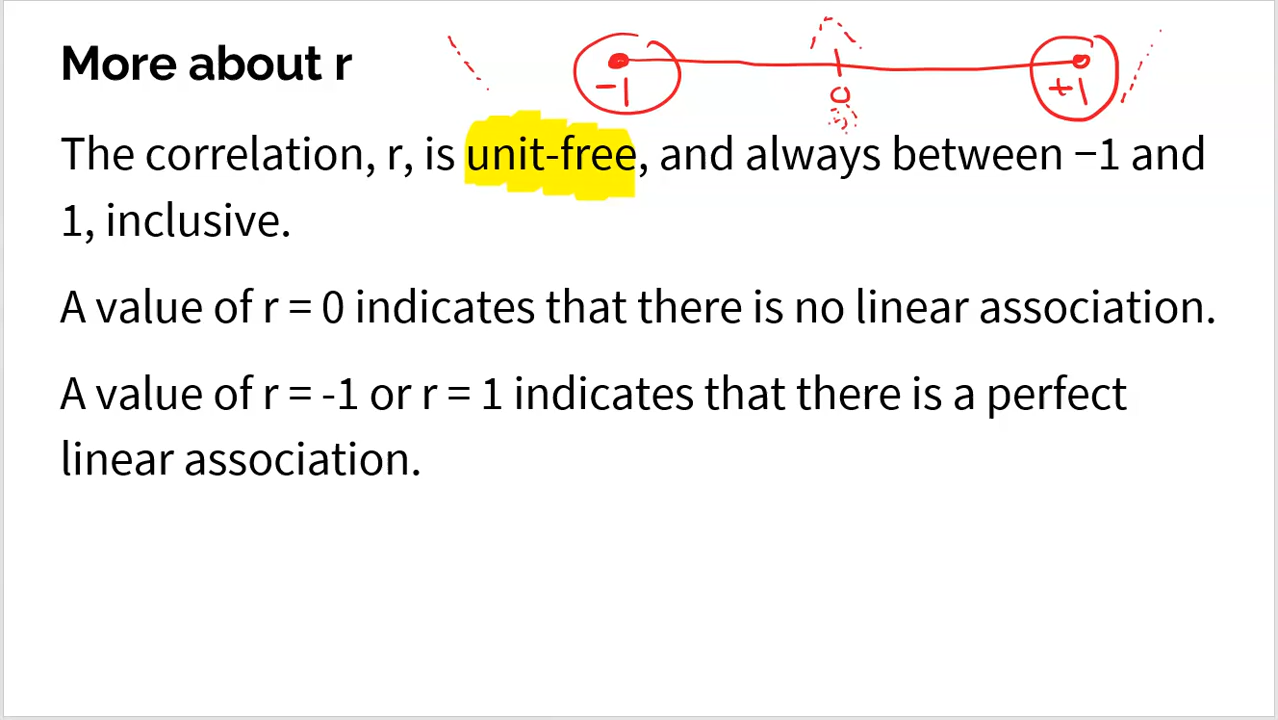 More about r
−1 0 +1
The correlation, r, is unit-free, and always between −1 and
1, inclusive.
A value of r = 0 indicates that there is no linear association.
A value of r = -1 or r = 1 indicates that there is a perfect
linear association.